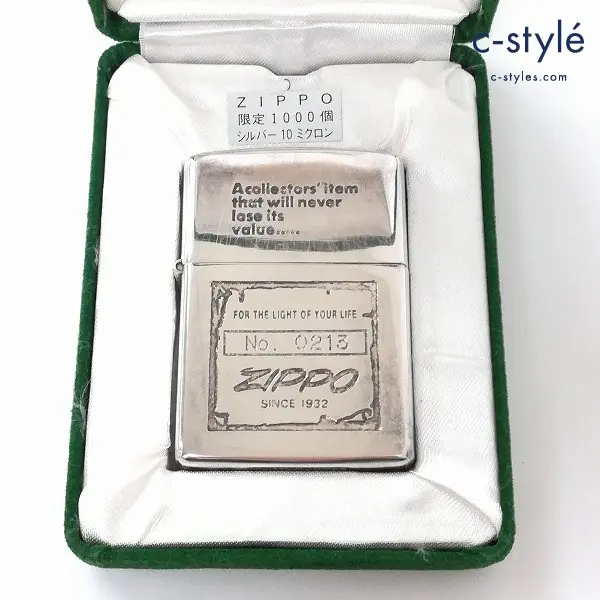 c-stylé
c-styles.com
ZIPPO
限定1000個
シルバー10ミクロン
A collectors' item
that will never
lose its
value.....
FOR THE LIGHT OF YOUR LIFE
No. 0213
ZIPPO
SINCE 1932